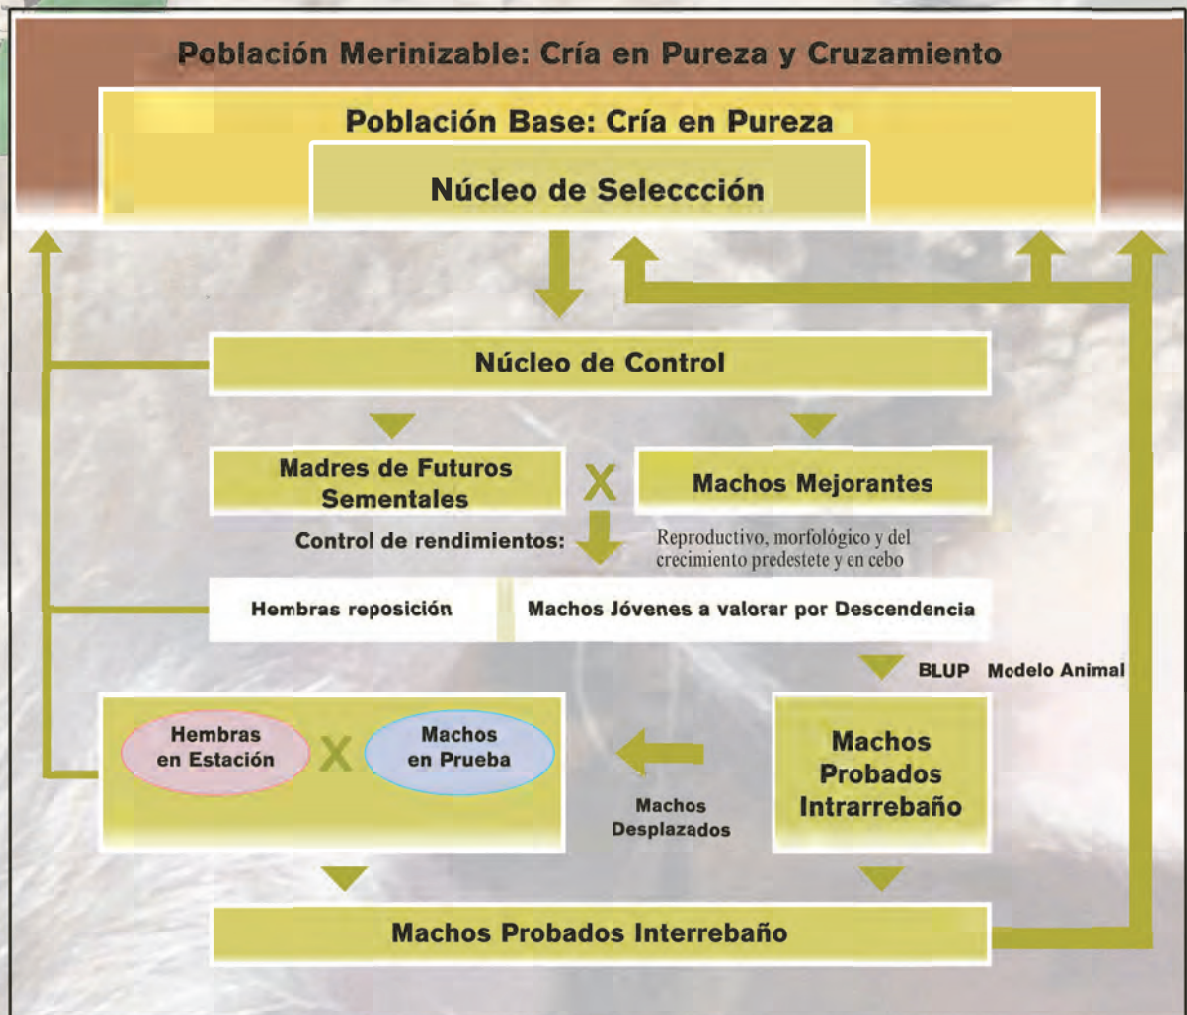 Población Merinizable: Cría en Pureza y Cruzamiento
Población Base: Cría en Pureza
Núcleo de Seleccción
Núcleo de Control
Madres de Futuros
Sementales
X
Machos Mejorantes
Control de rendimientos:
Reproductivo, morfológico y del
crecimiento predestete y en cebo
Hembras reposición
Machos Jóvenes a valorar por Descendencia
BLUP Modelo Animal
Hembras
en Estación
X
Machos
en Prueba
Machos
Desplazados
Machos
Probados
Intrarrebaño
Machos Probados Interrebaño